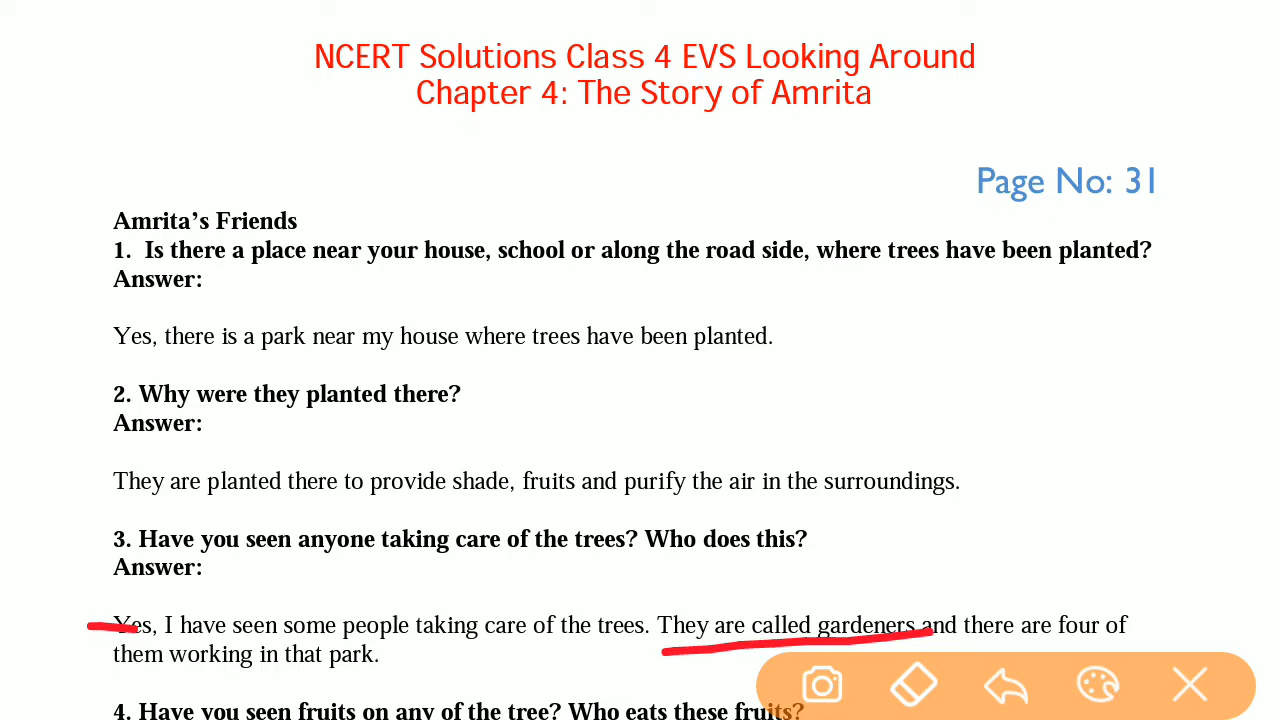 NCERT Solutions Class 4 EVS Looking Around
Chapter 4: The Story of Amrita
Page No: 31
Amrita’s Friends
1.  Is there a place near your house, school or along the road side, where trees have been planted?
Answer:
Yes, there is a park near my house where trees have been planted.
2. Why were they planted there?
Answer:
They are planted there to provide shade, fruits and purify the air in the surroundings.
3. Have you seen anyone taking care of the trees? Who does this?
Answer:
Yes, I have seen some people taking care of the trees. They are called gardeners and there are four of
them working in that park.
4. Have you seen fruits on any of the tree? Who eats these fruits?